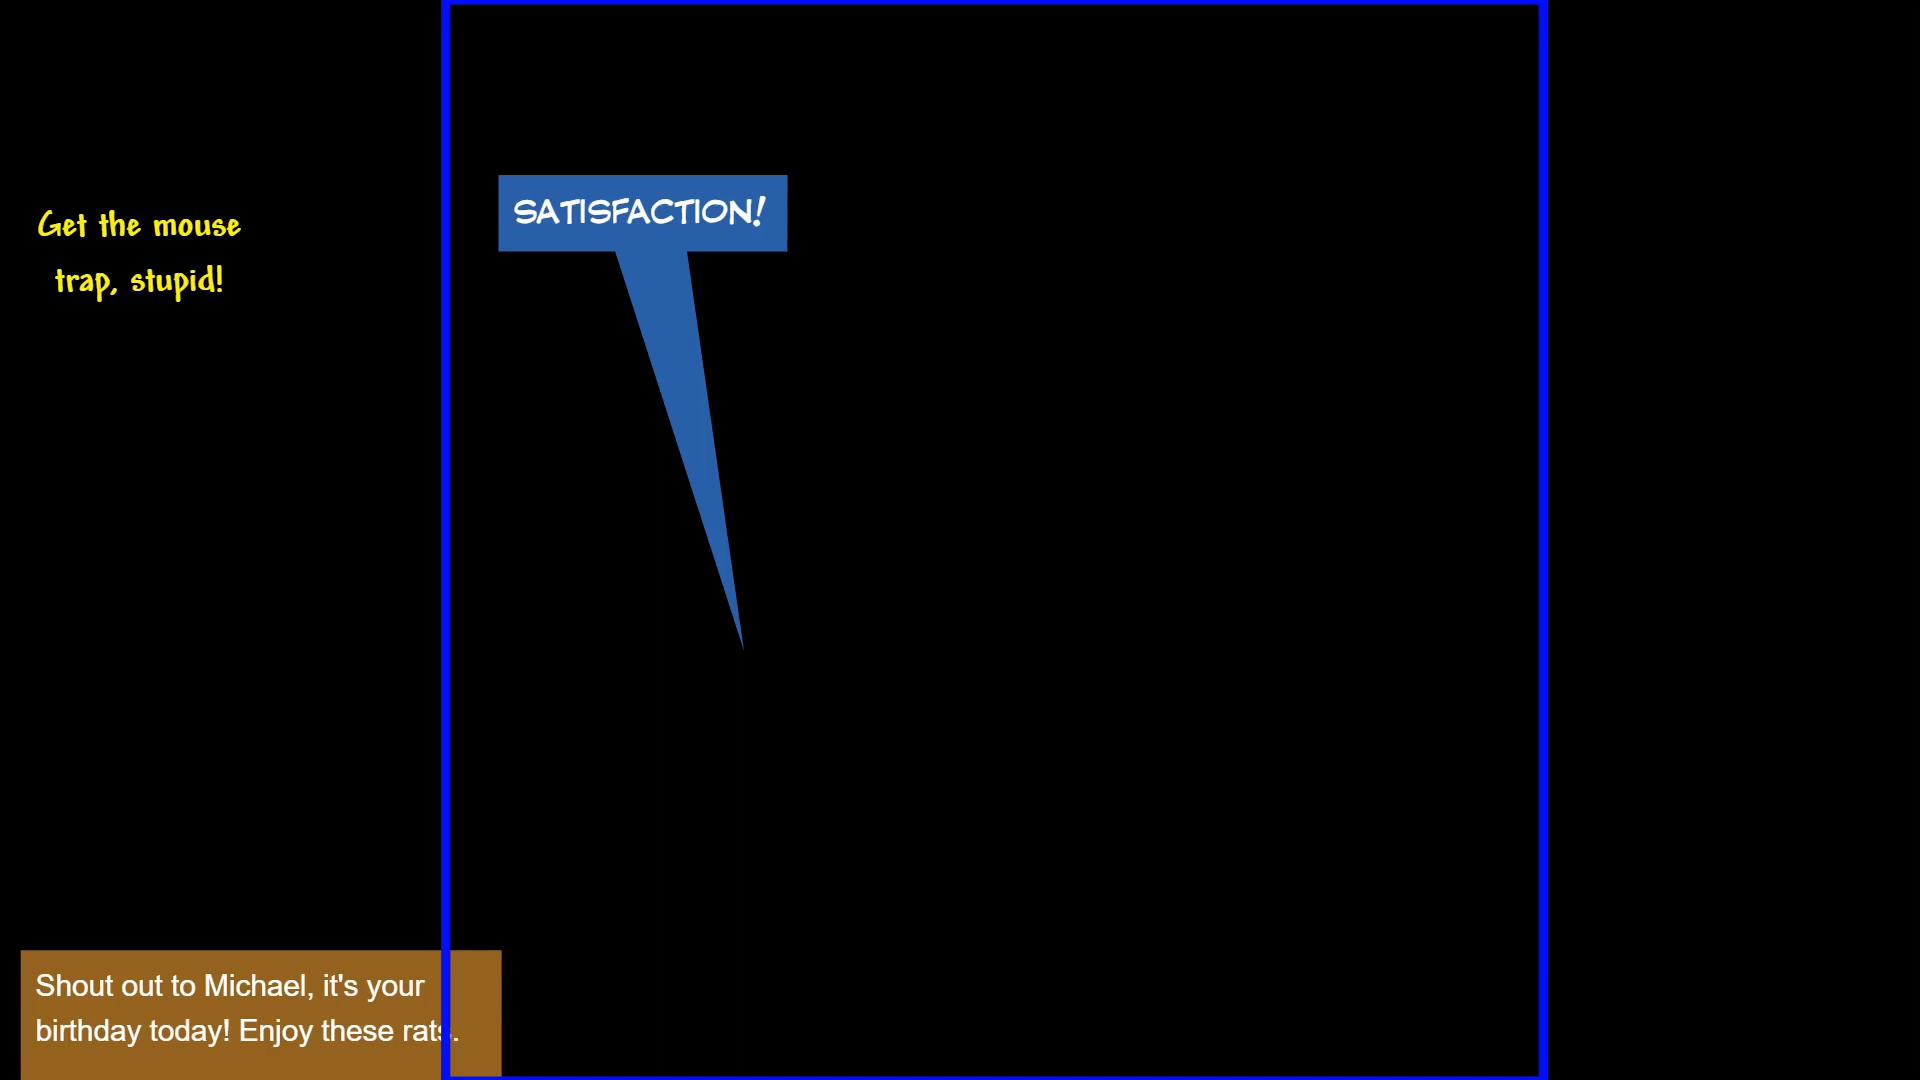 SATISFACTION!
Get the mouse
trap, stupid!
Shout out to Michael, it's your
birthday today! Enjoy these rats.